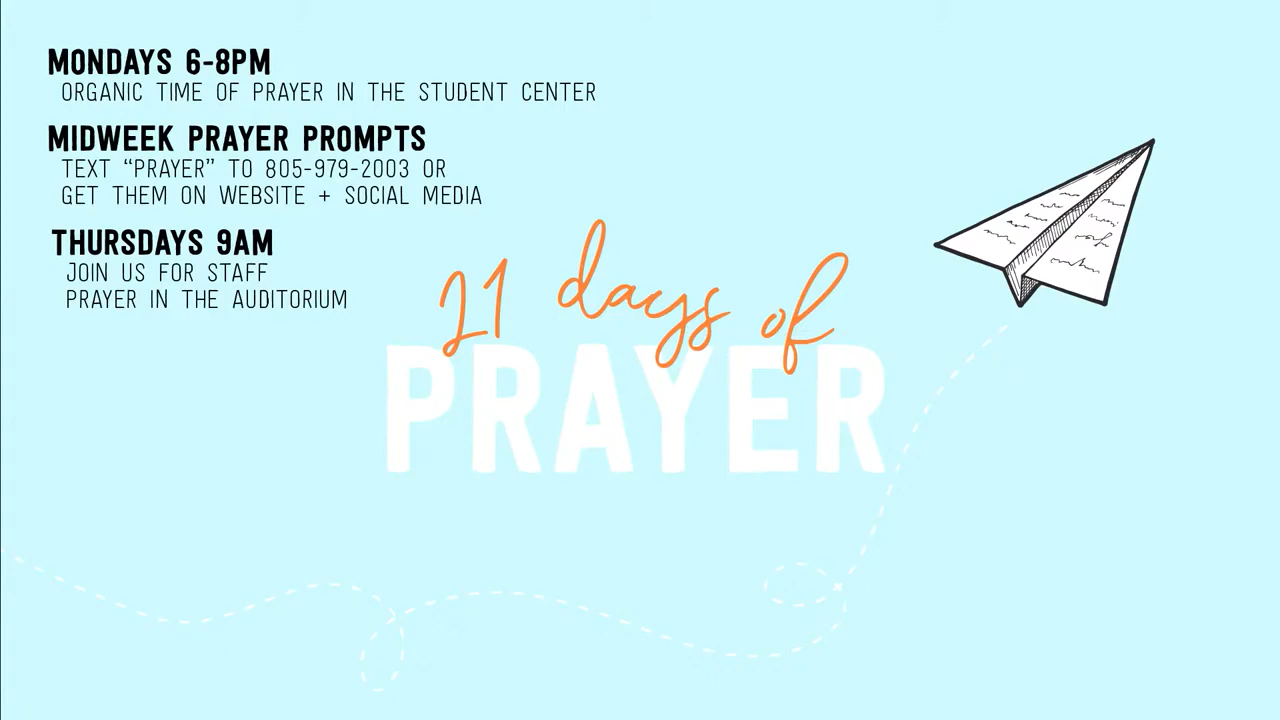 MONDAYS 6-8PM
ORGANIC TIME OF PRAYER IN THE STUDENT CENTER
MIDWEEK PRAYER PROMPTS
TEXT “PRAYER” TO 805-979-2003 OR
GET THEM ON WEBSITE + SOCIAL MEDIA
THURSDAYS 9AM
JOIN US FOR STAFF
PRAYER IN THE AUDITORIUM
21 days of
PRAYER